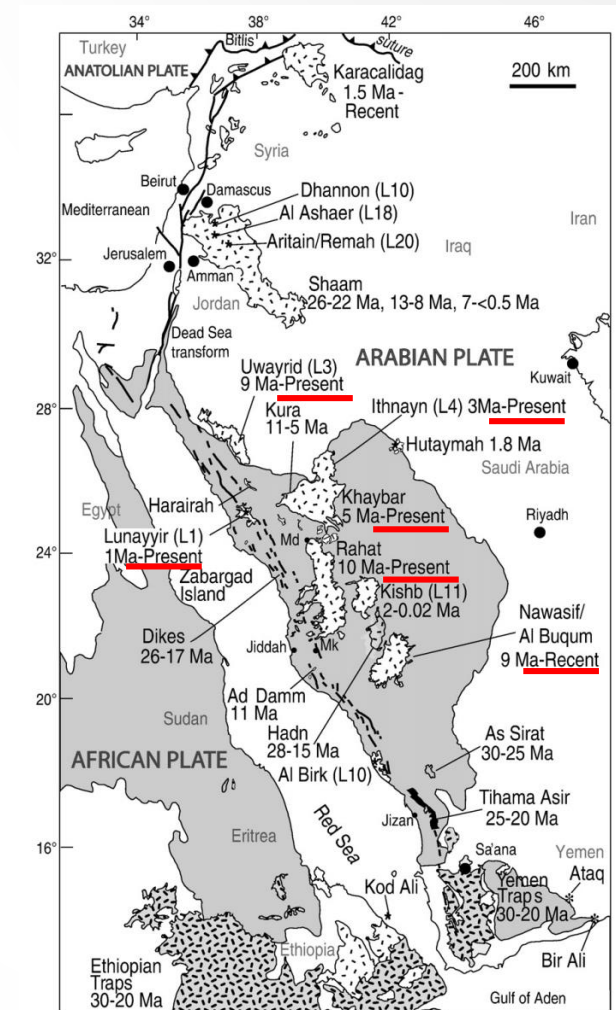 34°
38°
42°
46°
Turkey
Bitlis
suture
ANATOLIAN PLATE
Karacalidag
1.5 Ma-
Recent
200 km
Syria
Beirut
Damascus
Dhannon (L10)
Mediterranean
Al Ashaer (L18)
Iran
Jerusalem
Aritain/Remah (L20)
Iraq
32°
Amman
Shaam
26-22 Ma, 13-8 Ma, 7-<0.5 Ma
Jordan
Dead Sea
transform
ARABIAN PLATE
Uwayrid (L3)
9 Ma-Present
Kuwait
Kura
11-5 Ma
Ithnayn (L4) 3Ma-Present
28°
Hutaymah 1.8 Ma
Saudi Arabia
Egypt
Harairah
Khaybar
5 Ma-Present
Riyadh
Lunayyir (L1)
1Ma-Present
Md
24°
Rahat
10 Ma-Present
Zabargad
Island
Kishb (L11)
2-0.02 Ma
Nawasif/
Al Buqum
9 Ma-Recent
Dikes
26-17 Ma
Jiddah
Mk
20°
Ad Damm
11 Ma
Sudan
Hadn
28-15 Ma
As Sirat
30-25 Ma
AFRICAN PLATE
Al Birk (L10)
Tihama Asir
25-20 Ma
Red Sea
Jizan
Eritrea
16°
Sa'ana
Yemen
Kod Ali
Yemen
Traps
30-20 Ma
Ataq
Ethiopia
Bir Ali
Ethiopian
Traps
30-20 Ma
Gulf of Aden